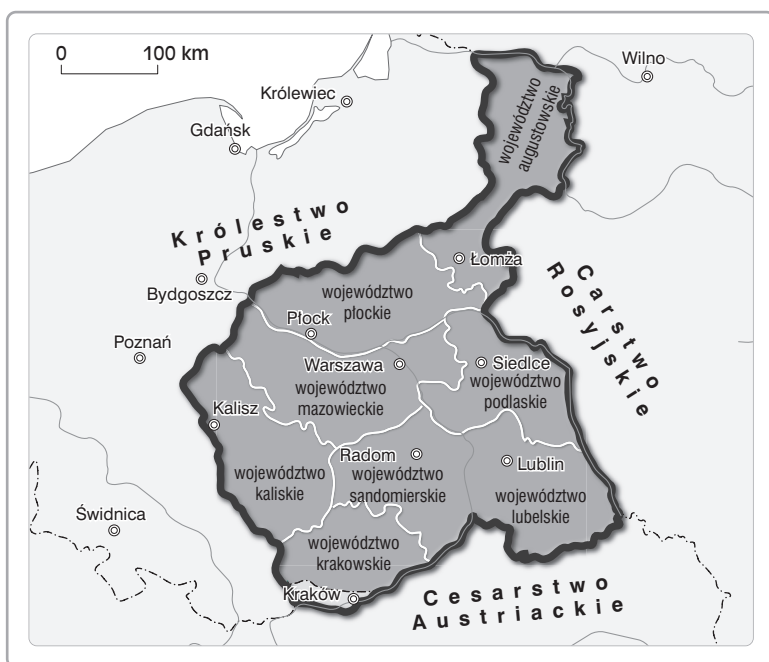 0 100 km
Wilno
Królewiec
Gdańsk
województwo
augustowskie
Królestwo
Pruskie
Łomża
Carstwo
Rosyjskie
Bydgoszcz
województwo
płockie
Płock
Poznań
Warszawa
Siedlce
województwo
podlaskie
województwo
mazowieckie
Kalisz
Radom
Lublin
województwo
kaliskie
województwo
sandomierskie
województwo
lubelskie
Świdnica
województwo
krakowskie
Kraków
Cesarstwo
Austriackie